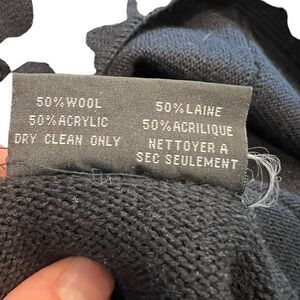 50% WOOL
50% ACRYLIC
DRY CLEAN ONLY
50% LAINE
50% ACRILIQUE
NETTOYER A
SEC SEULEMENT